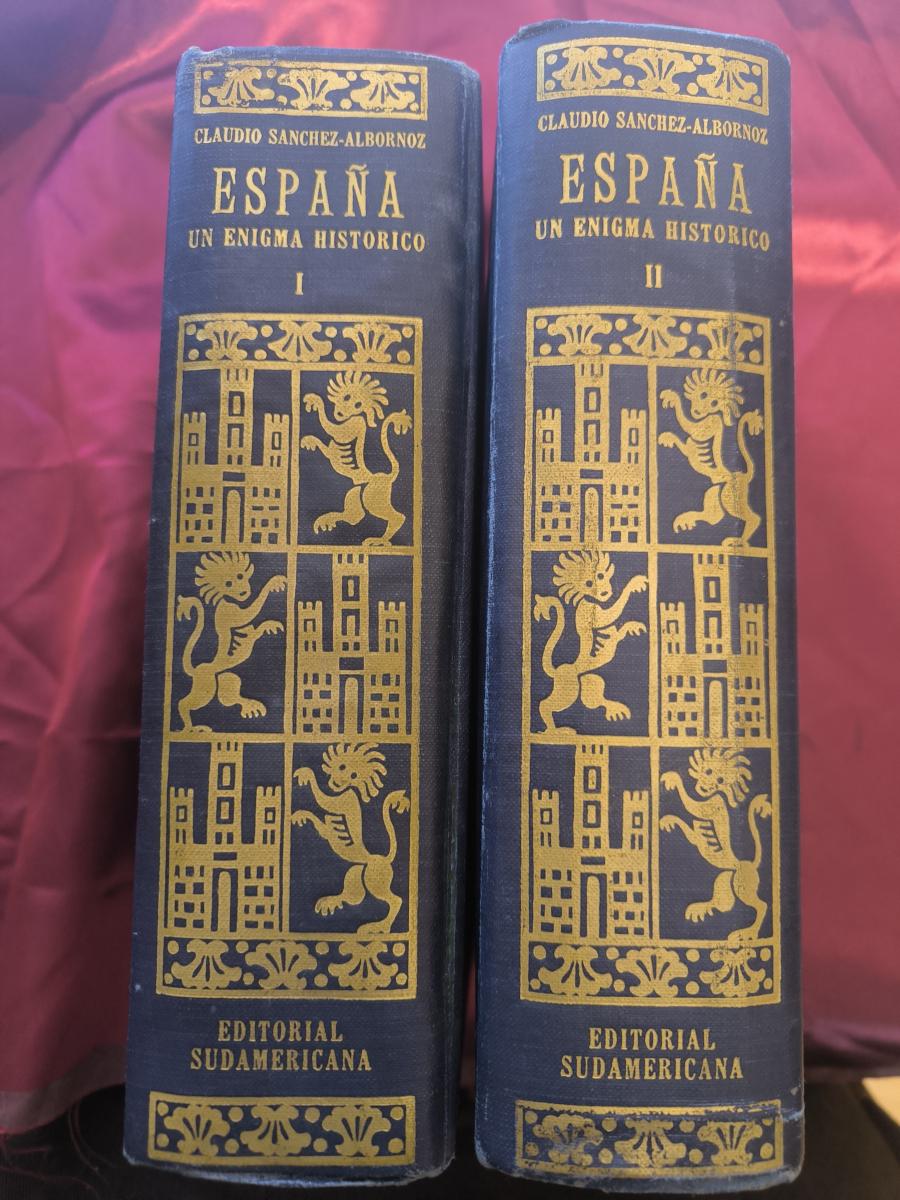 CLAUDIO SANCHEZ-ALBORNOZ
ESPAÑA
UN ENIGMA HISTORICO
I
EDITORIAL
SUDAMERICANA
CLAUDIO SANCHEZ-ALBORNOZ
ESPAÑA
UN ENIGMA HISTORICO
II
EDITORIAL
SUDAMERICANA